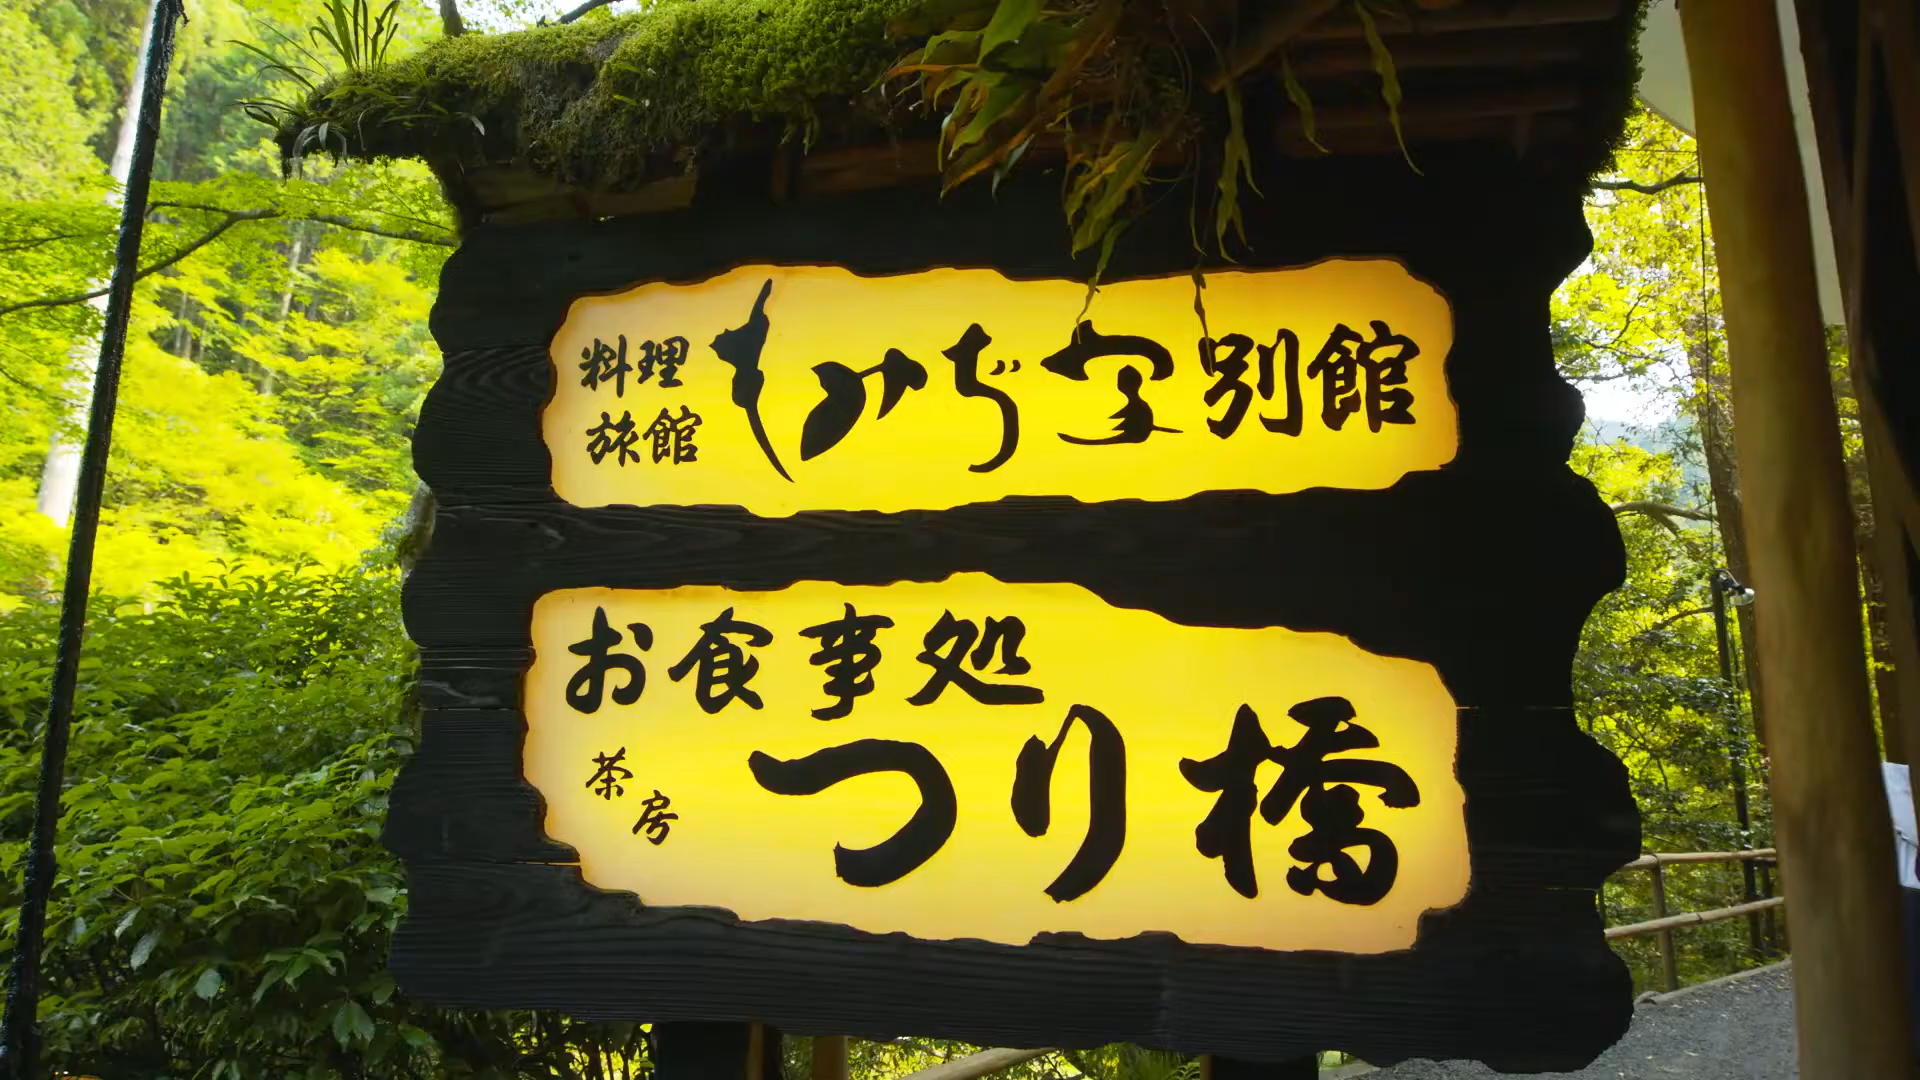 料理
旅館
もみぢ家別館
お食事処
茶房
つり橋